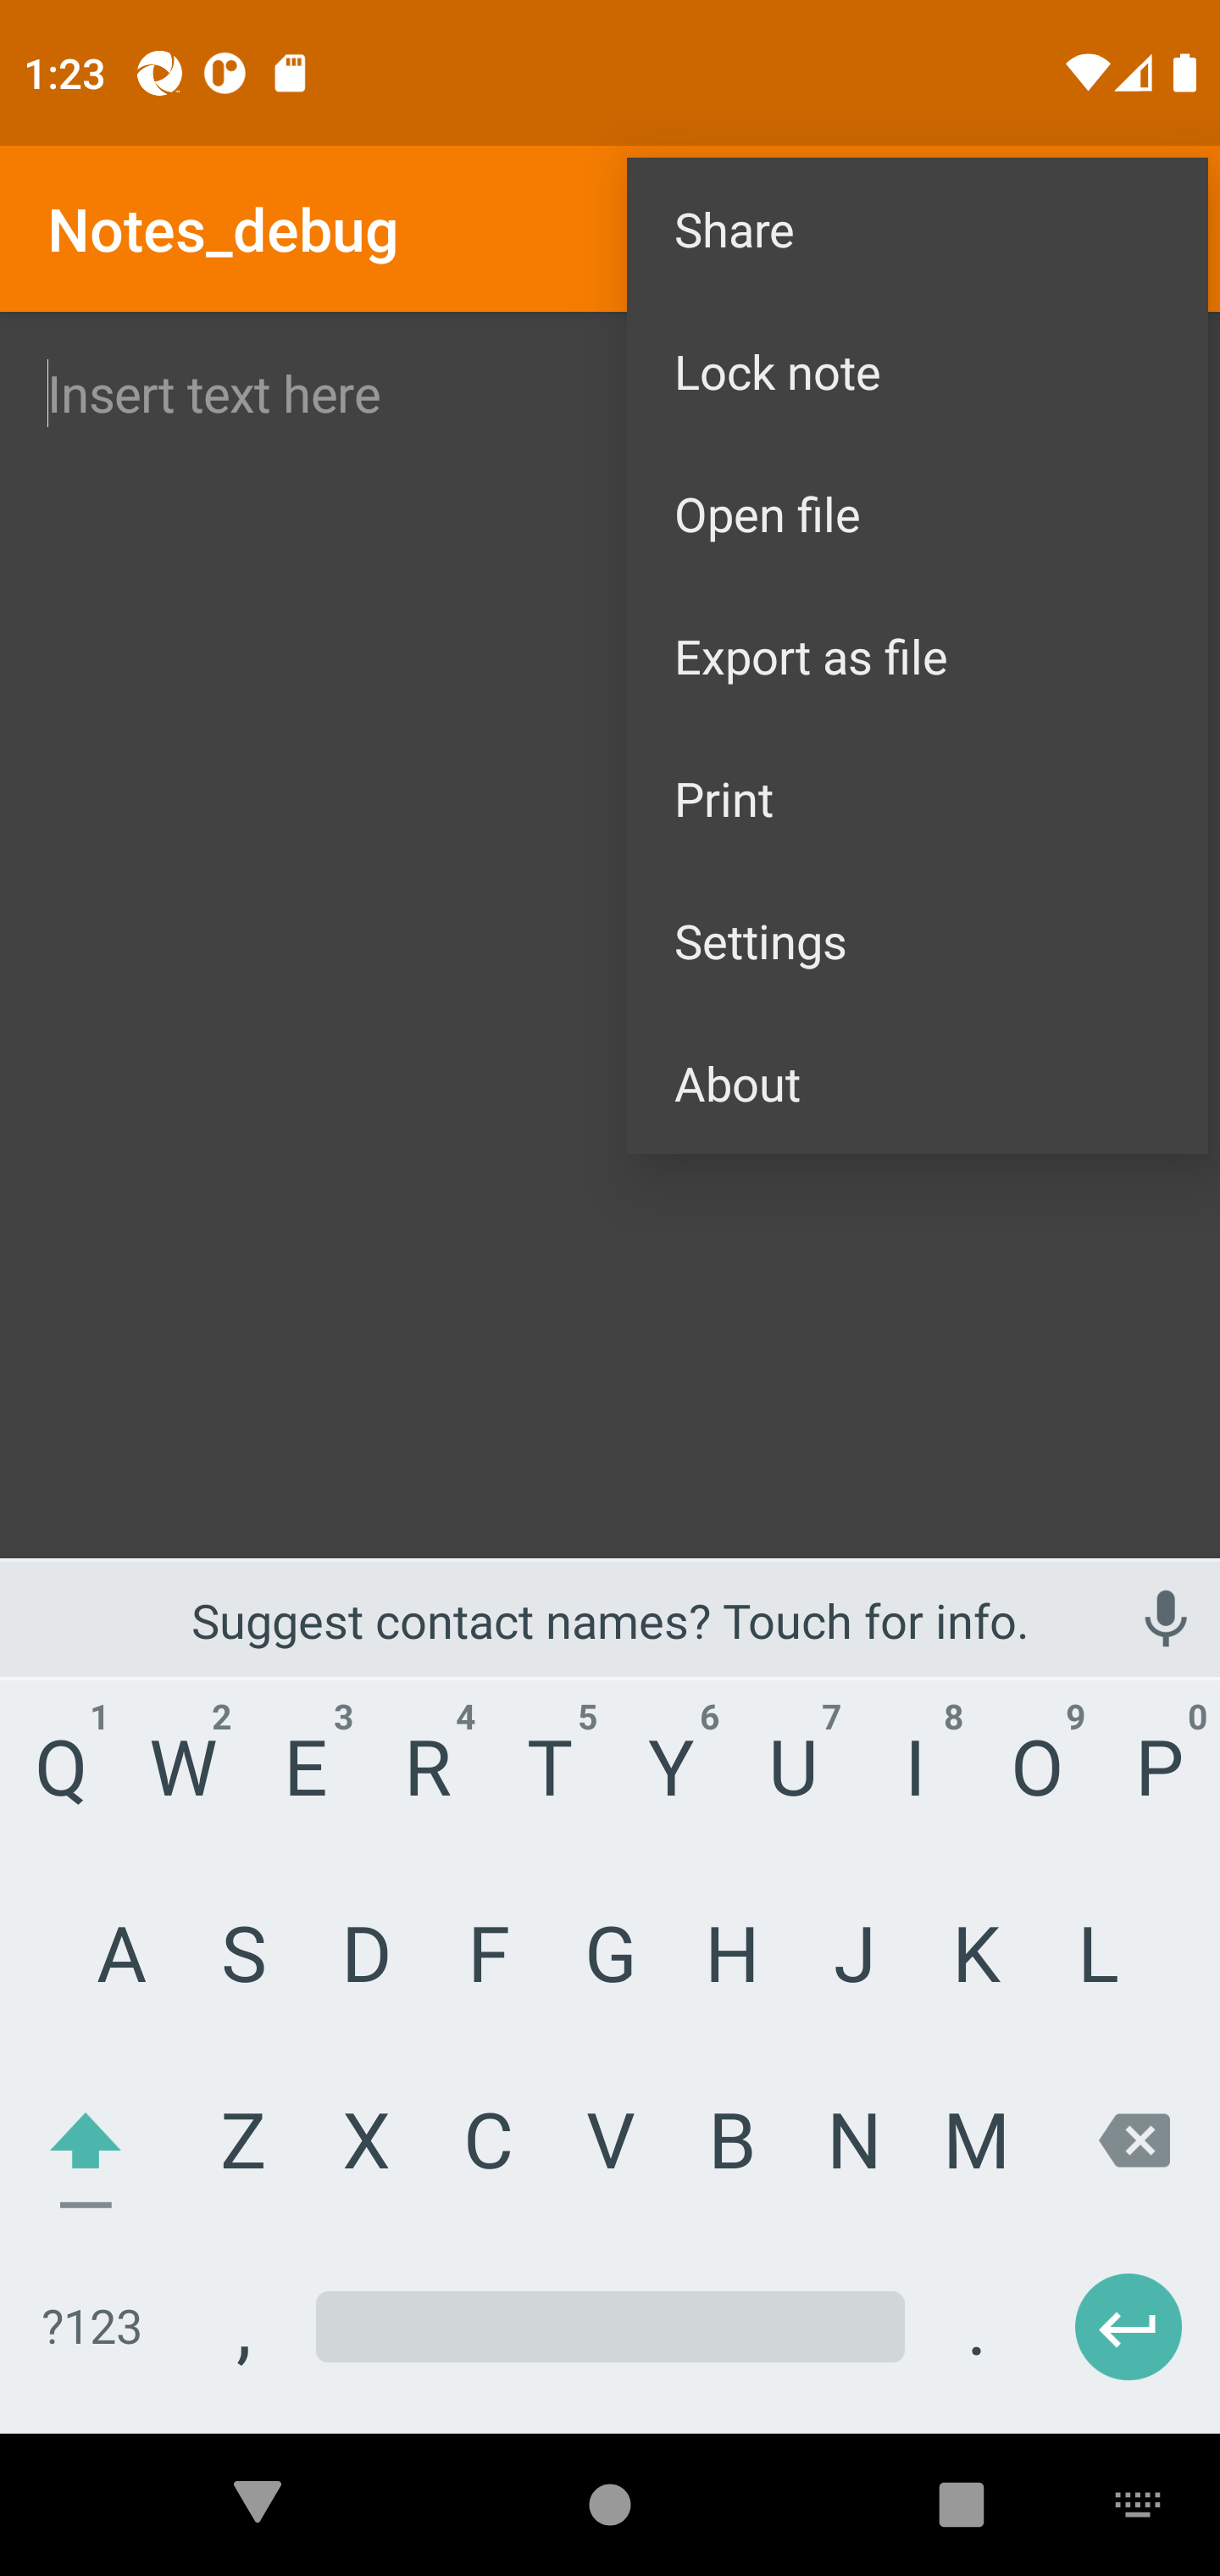 1:23
Notes_debug
Share
Insert text here
Lock note
Open file
Export as file
Print
Settings
About
Suggest contact names? Touch for info.
1 2 3 4 5 6 7 8 9 0
Q W E R T Y U I O P
A S D F G H J K L
Z X C V B N M
?123 , .